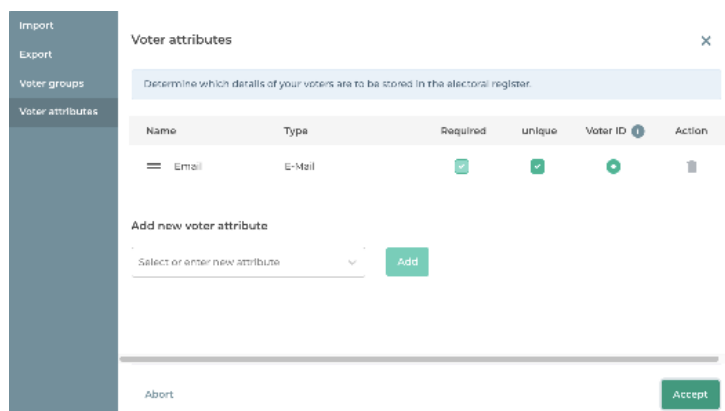 Import
Export
Voter groups
Voter attributes
Voter attributes
Determine which details of your voters are to be stored in the electoral register.
Name Type Required unique Voter ID i Action
Email E-Mail
Add new voter attribute
Select or enter new attribute Add
Abort Accept